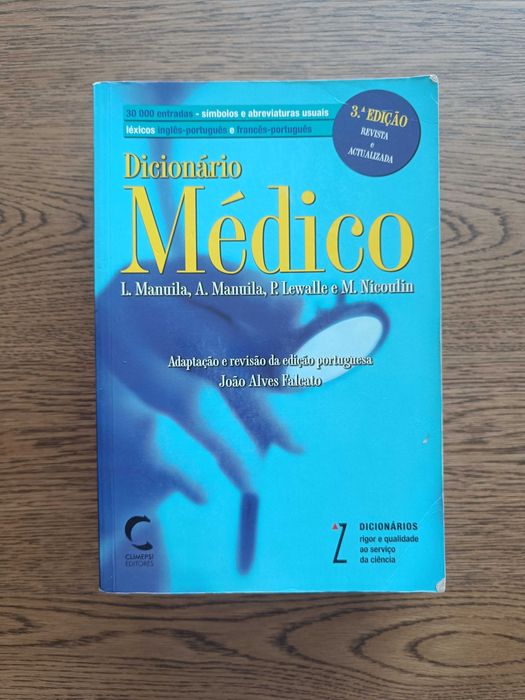 30 000 entradas - símbolos e abreviaturas usuais
léxicos inglês-português e francês-português
3.ª EDIÇÃO
REVISTA
e
ACTUALIZADA
Dicionário
Médico
L. Manuila, A. Manuila, P. Lewalle e M. Nicoulin
Adaptação e revisão da edição portuguesa
João Alves Falcato
CLIMEPSI
EDITORES
AZ
DICIONÁRIOS
rigor e qualidade
ao serviço
da ciência